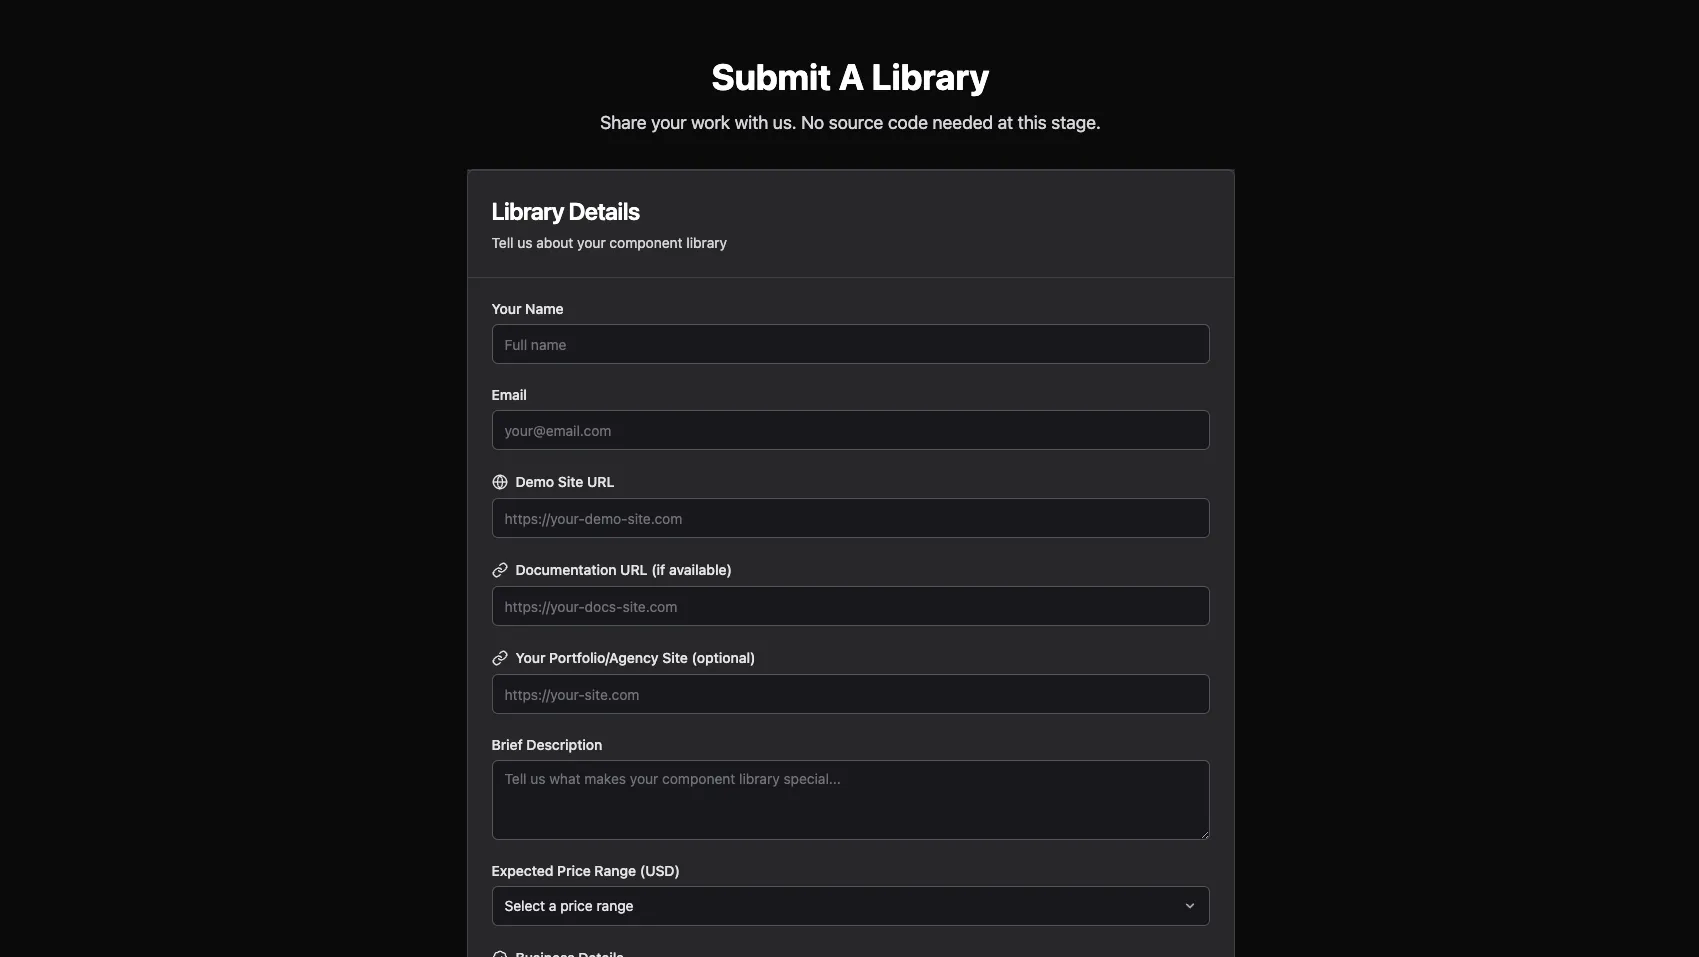 Submit A Library
Share your work with us. No source code needed at this stage.
Library Details
Tell us about your component library
Your Name
Full name
Email
your@email.com
Demo Site URL
https://your-demo-site.com
Documentation URL (if available)
https://your-docs-site.com
Your Portfolio/Agency Site (optional)
https://your-site.com
Brief Description
Tell us what makes your component library special...
Expected Price Range (USD)
Select a price range
Business Details